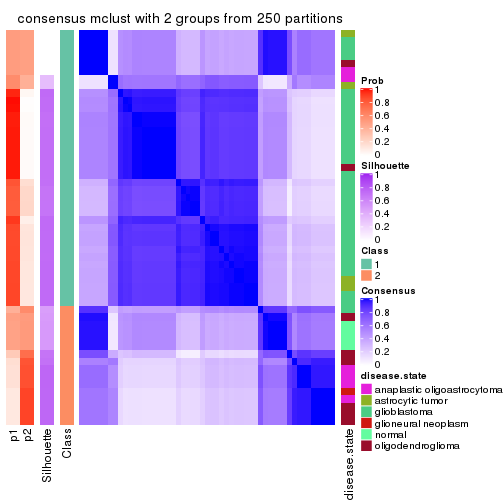 consensus mclust with 2 groups from 250 partitions
Prob
1
0.8
0.6
0.4
0.2
0
Silhouette
1
0.8
0.6
0.4
0.2
0
Class
1
2
Consensus
1
0.8
0.6
0.4
0.2
0
disease.state
anaplastic oligoastrocytoma
astrocytic tumor
glioblastoma
glioneural neoplasm
normal
oligodendroglioma
p1
p2
Silhouette
Class
disease.state